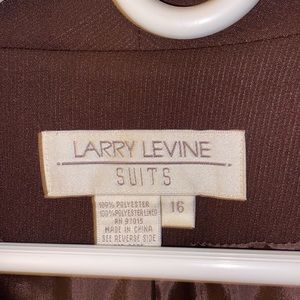 LARRY LEVINE
SUITS
100% POLYESTER
100% POLYESTER LINED
RN 97015
MADE IN CHINA
SEE REVERSE SIDE
16